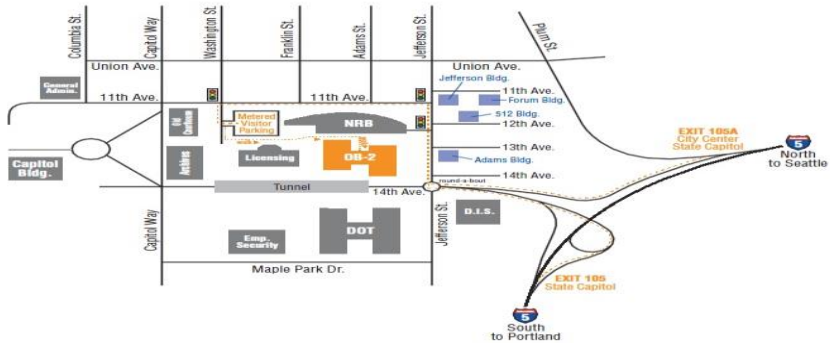 Columbia St.
Capitol Way
Washington St.
Franklin St.
Adams St.
Jefferson St.
Plum St.
Union Ave.
Union Ave.
General
Admin.
11th Ave.
Jefferson Bldg.
11th Ave.
Forum Bldg.
512 Bldg.
12th Ave.
Old
Courthouse
Metered
Visitor
Parking
NRB
13th Ave.
Adams Bldg.
14th Ave.
EXIT 105A
City Center
State Capitol
5
North
to Seattle
Capitol
Bldg.
Archives
Licensing
OB-2
round-a-bout
Tunnel
14th Ave.
Capitol Way
Emp.
Security
DOT
Jefferson St.
D.I.S.
Maple Park Dr.
EXIT 105
State Capitol
5
South
to Portland